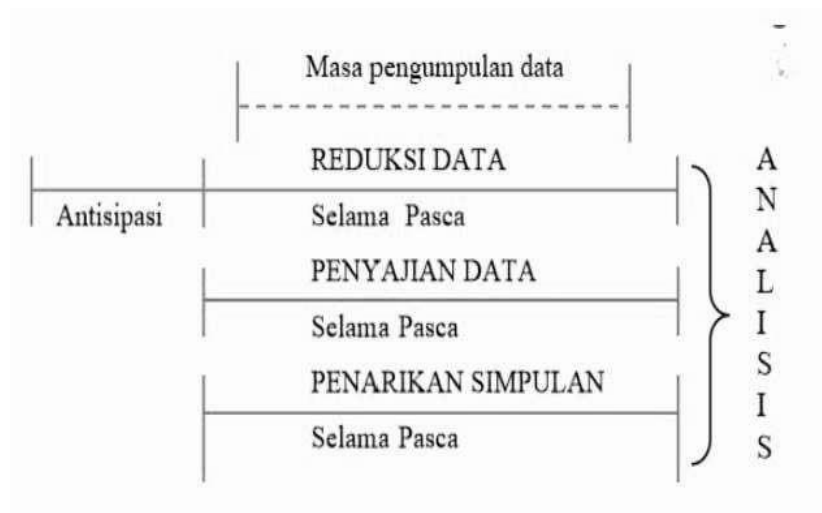 Masa pengumpulan data
REDUKSI DATA
Antisipasi
Selama Pasca
PENYAJIAN DATA
Selama Pasca
PENARIKAN SIMPULAN
Selama Pasca
A
N
A
L
I
S
I
S